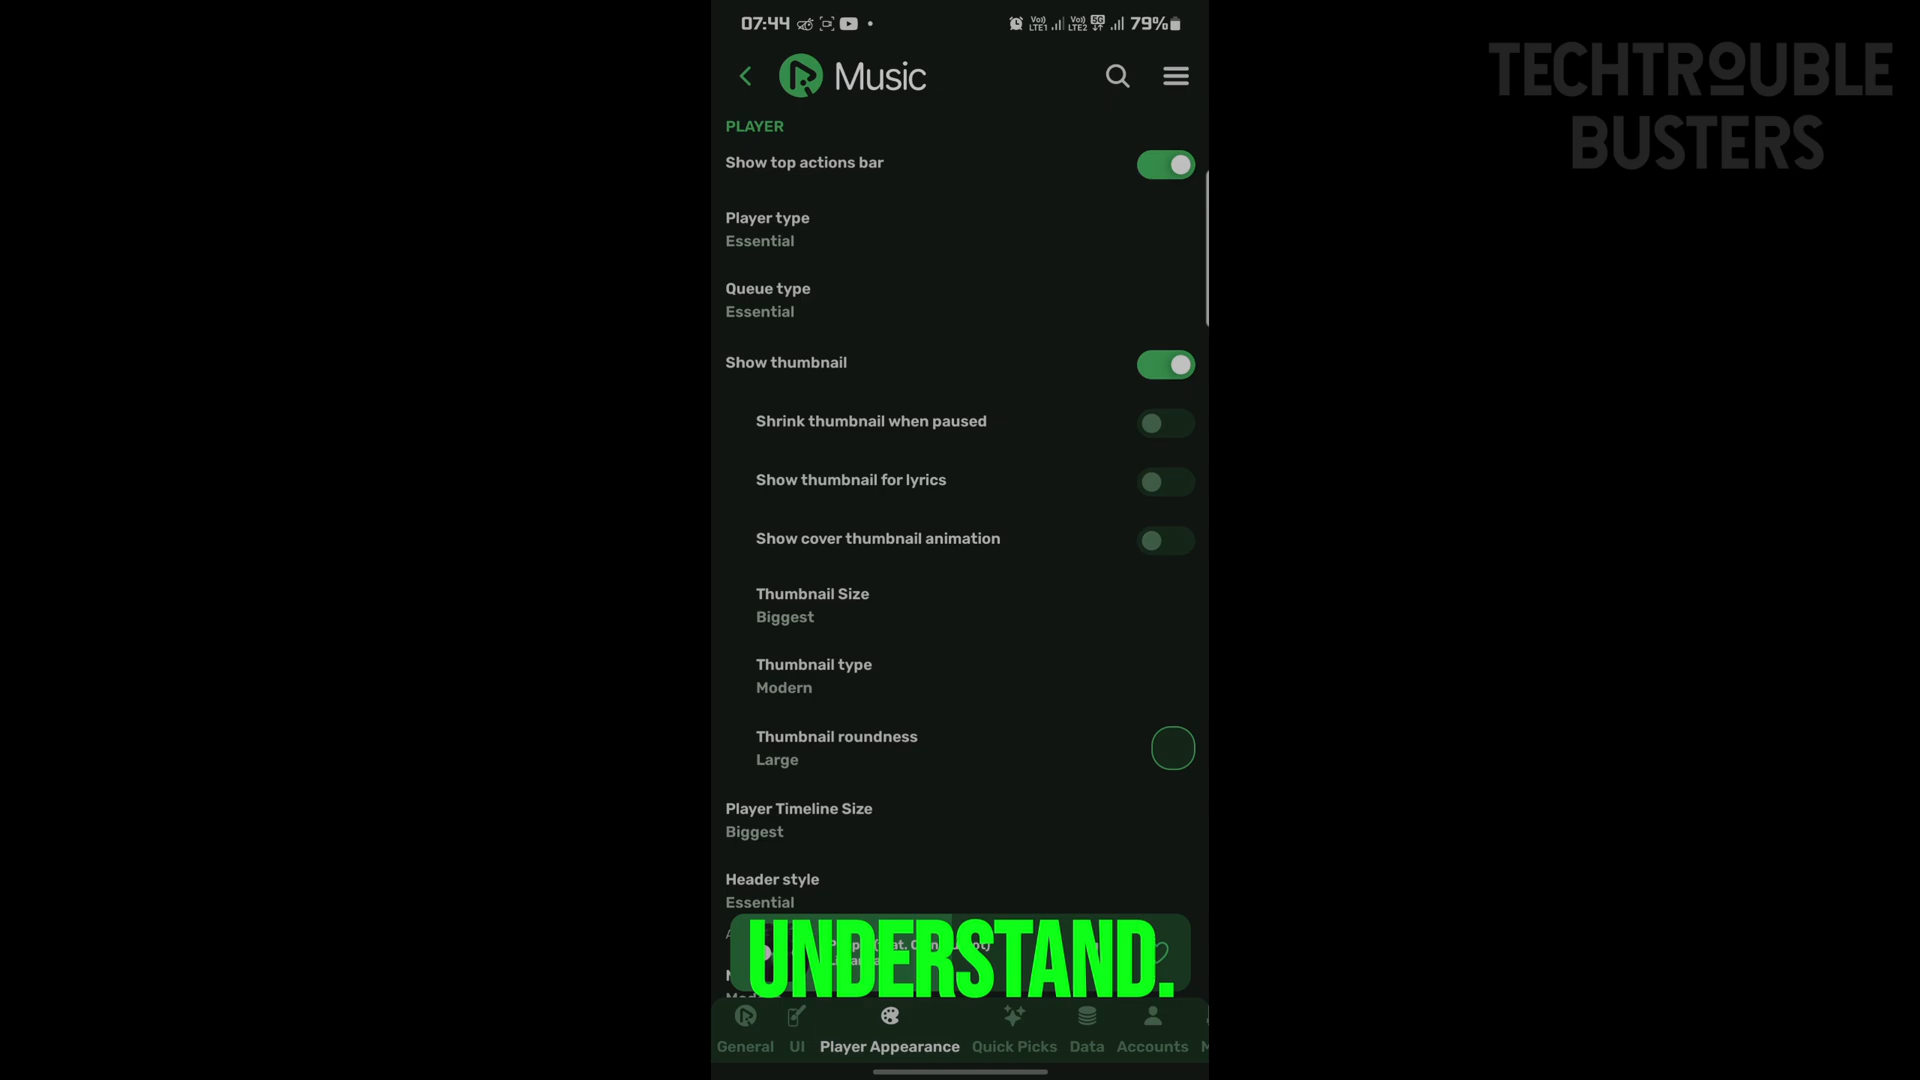 07:44 79%
TECHTROUBLE
BUSTERS
Music
PLAYER
Show top actions bar
Player type
Essential
Queue type
Essential
Show thumbnail
Shrink thumbnail when paused
Show thumbnail for lyrics
Show cover thumbnail animation
Thumbnail Size
Biggest
Thumbnail type
Modern
Thumbnail roundness
Large
Player Timeline Size
Biggest
Header style
Essential
UNDERSTAND.
General UI Player Appearance Quick Picks Data Accounts